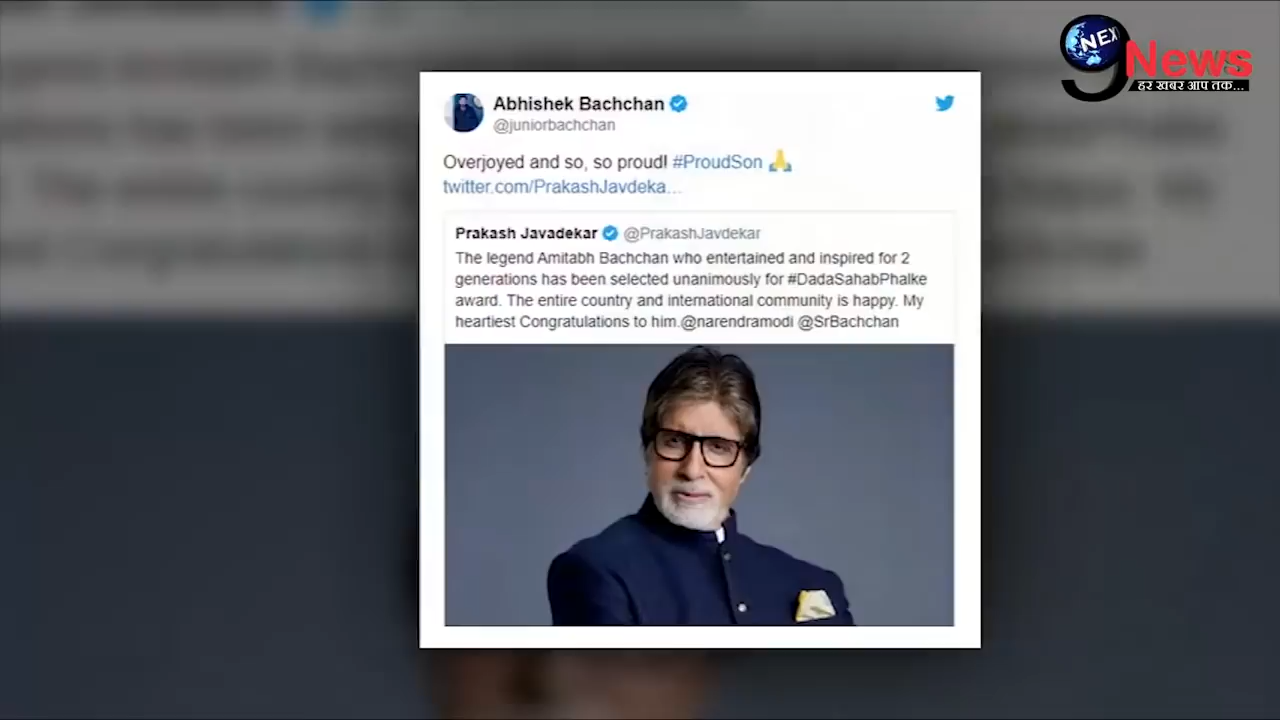 NEX
9 News
हर खबर आप तक...
Abhishek Bachchan
@juniorbachchan
Overjoyed and so, so proud! #ProudSon 🙏
twitter.com/PrakashJavdeka...
Prakash Javadekar @PrakashJavdekar
The legend Amitabh Bachchan who entertained and inspired for 2
generations has been selected unanimously for #DadaSahabPhalke
award. The entire country and international community is happy. My
heartiest Congratulations to him.@narendramodi @SrBachchan